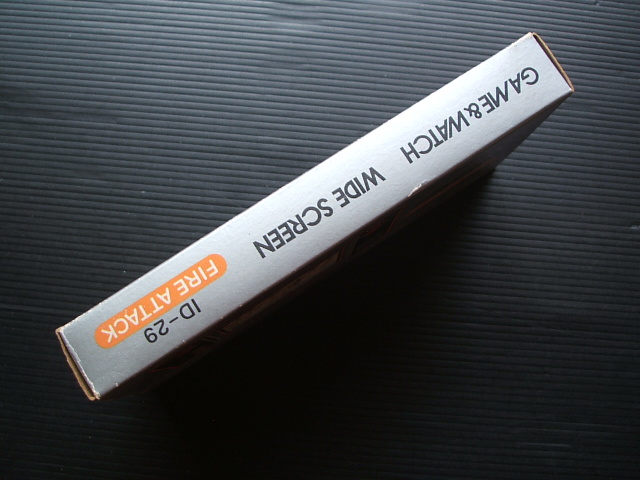 GAME&WATCH WIDE SCREEN
ID-29
FIRE ATTACK